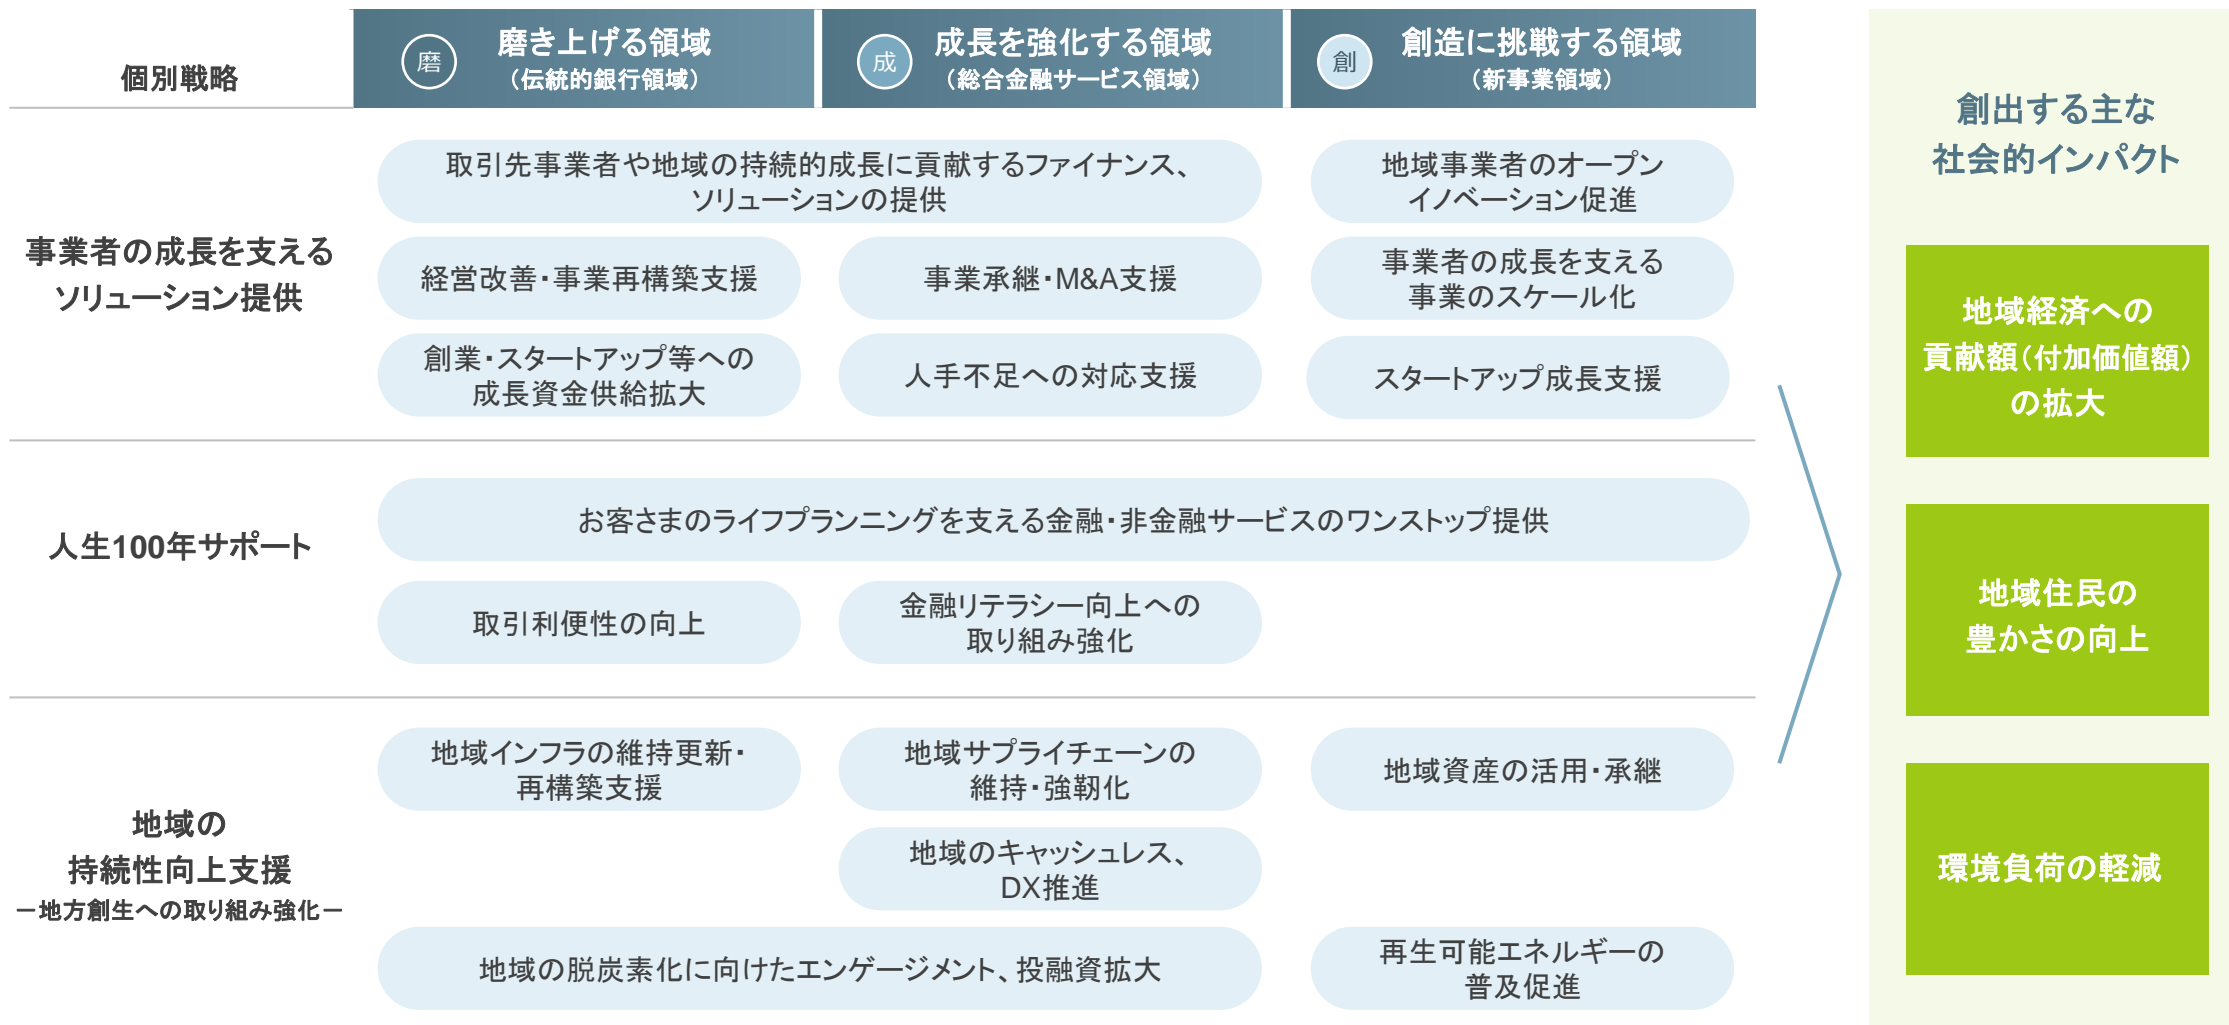 個別戦略
磨
磨き上げる領域
（伝統的銀行領域）
成
成長を強化する領域
（総合金融サービス領域）
創
創造に挑戦する領域
（新事業領域）
事業者の成長を支える
ソリューション提供
取引先事業者や地域の持続的成長に貢献するファイナンス、
ソリューションの提供
地域事業者のオープン
イノベーション促進
経営改善・事業再構築支援
事業承継・M&A支援
事業者の成長を支える
事業のスケール化
創業・スタートアップ等への
成長資金供給拡大
人手不足への対応支援
スタートアップ成長支援
人生100年サポート
お客さまのライフプランニングを支える金融・非金融サービスのワンストップ提供
取引利便性の向上
金融リテラシー向上への
取り組み強化
地域の
持続性向上支援
－地方創生への取り組み強化－
地域インフラの維持更新・
再構築支援
地域サプライチェーンの
維持・強靭化
地域資産の活用・承継
地域のキャッシュレス、
DX推進
地域の脱炭素化に向けたエンゲージメント、投融資拡大
再生可能エネルギーの
普及促進
創出する主な
社会的インパクト
地域経済への
貢献額（付加価値額）
の拡大
地域住民の
豊かさの向上
環境負荷の軽減